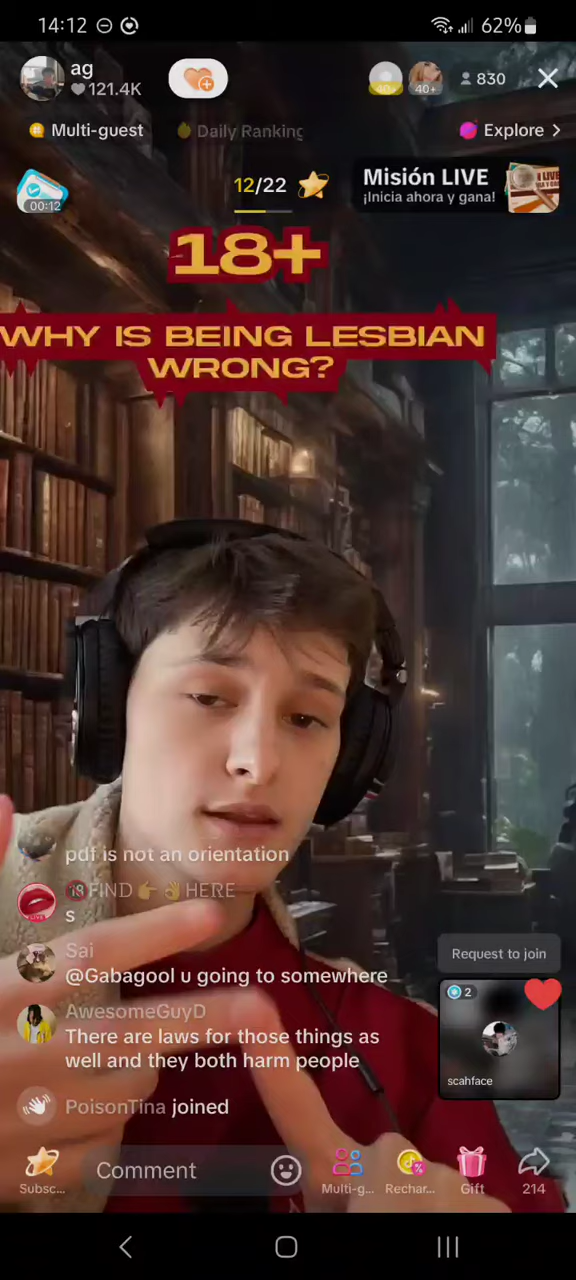 14:12
62%
ag
121.4K
40+
40+
830
Multi-guest
Daily Ranking
Explore
00:12
12/22
Misión LIVE
¡Inicia ahora y gana!
18+
WHY IS BEING LESBIAN
WRONG?
pdf is not an orientation
🔞FIND👉👌HERE
s
Sai
@Gabagool u going to somewhere
AwesomeGuyD
There are laws for those things as
well and they both harm people
PoisonTina joined
Request to join
2
scahface
Comment
Subsc...
Multi-g...
Rechar...
Gift
214